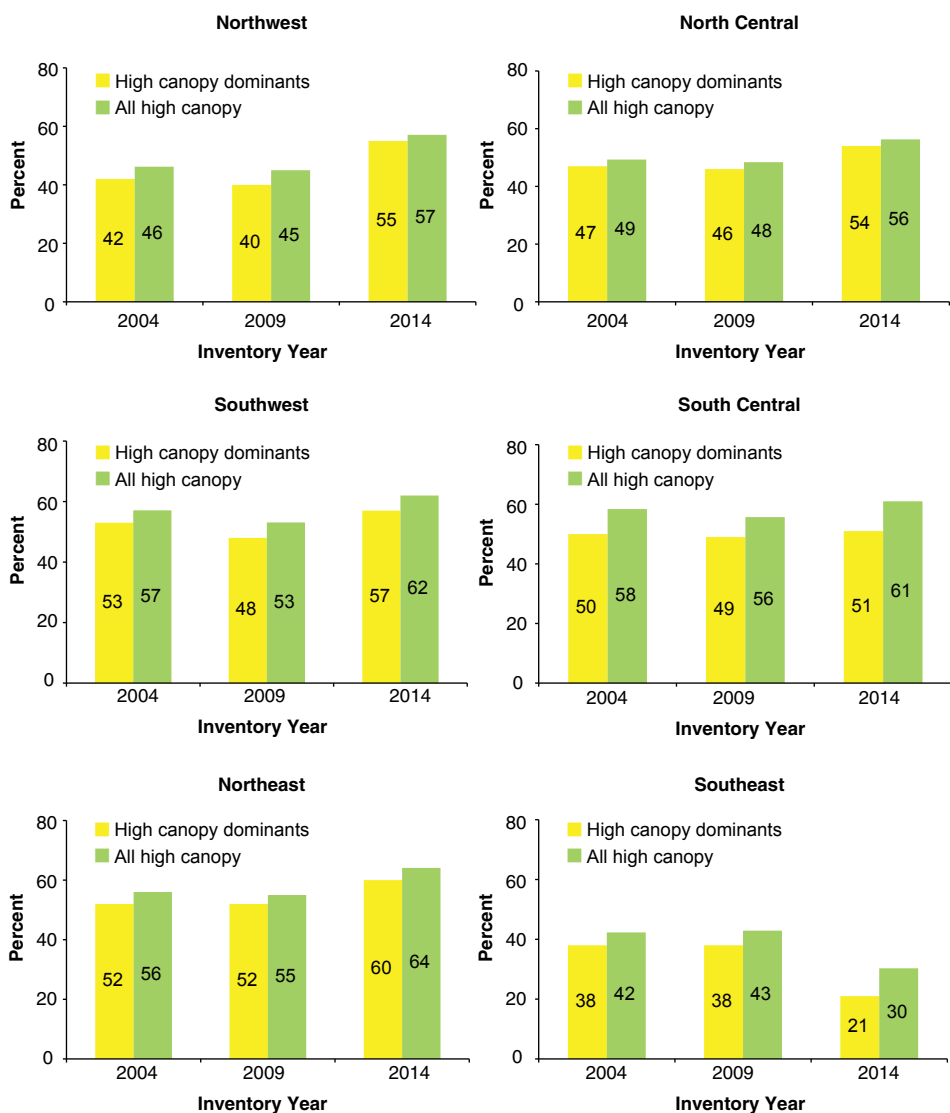 Northwest
80
60
40
20
0
Percent
High canopy dominants
All high canopy
42 46 40 45 55 57
2004 2009 2014
Inventory Year
North Central
80
60
40
20
0
Percent
High canopy dominants
All high canopy
47 49 46 48 54 56
2004 2009 2014
Inventory Year
Southwest
80
60
40
20
0
Percent
High canopy dominants
All high canopy
53 57 48 53 57 62
2004 2009 2014
Inventory Year
South Central
80
60
40
20
0
Percent
High canopy dominants
All high canopy
50 58 49 56 51 61
2004 2009 2014
Inventory Year
Northeast
80
60
40
20
0
Percent
High canopy dominants
All high canopy
52 56 52 55 60 64
2004 2009 2014
Inventory Year
Southeast
80
60
40
20
0
Percent
High canopy dominants
All high canopy
38 42 38 43 21 30
2004 2009 2014
Inventory Year